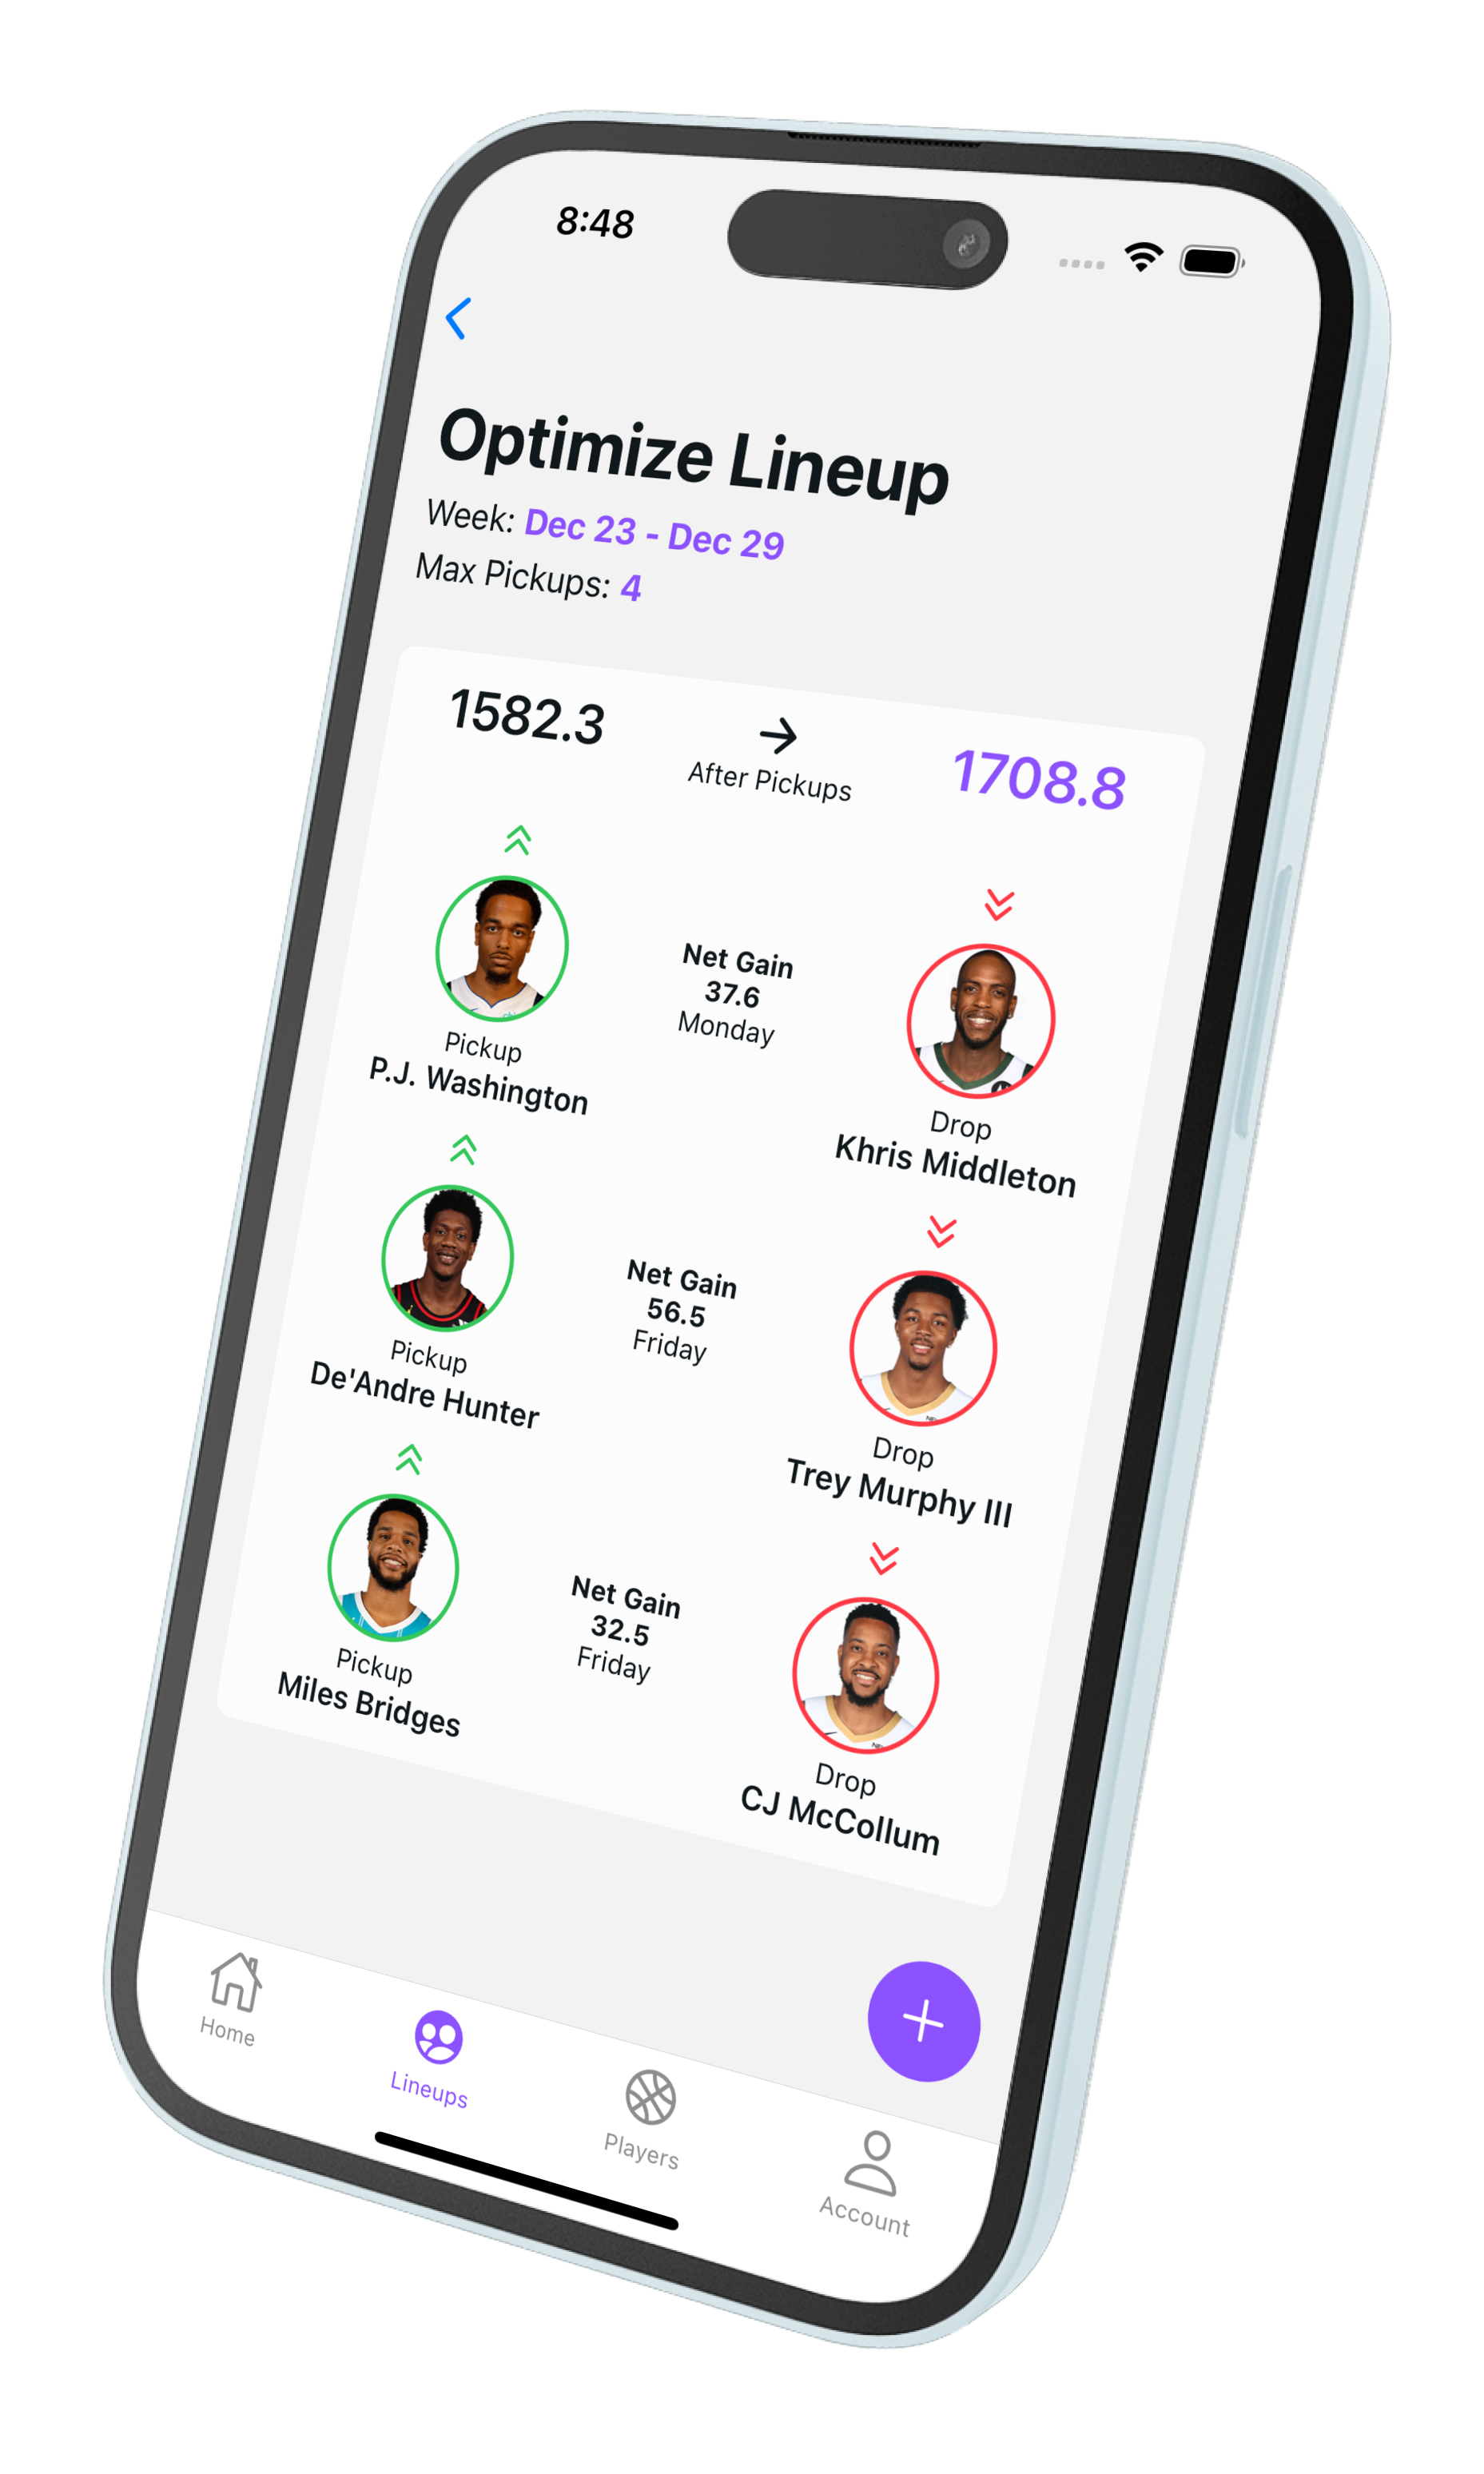 8:48
Optimize Lineup
Week: Dec 23 - Dec 29
Max Pickups: 4
1582.3
After Pickups
1708.8
Pickup
P.J. Washington
Net Gain
37.6
Monday
Drop
Khris Middleton
Pickup
De'Andre Hunter
Net Gain
56.5
Friday
Drop
Trey Murphy III
Pickup
Miles Bridges
Net Gain
32.5
Friday
Drop
CJ McCollum
Home
Lineups
Players
Account